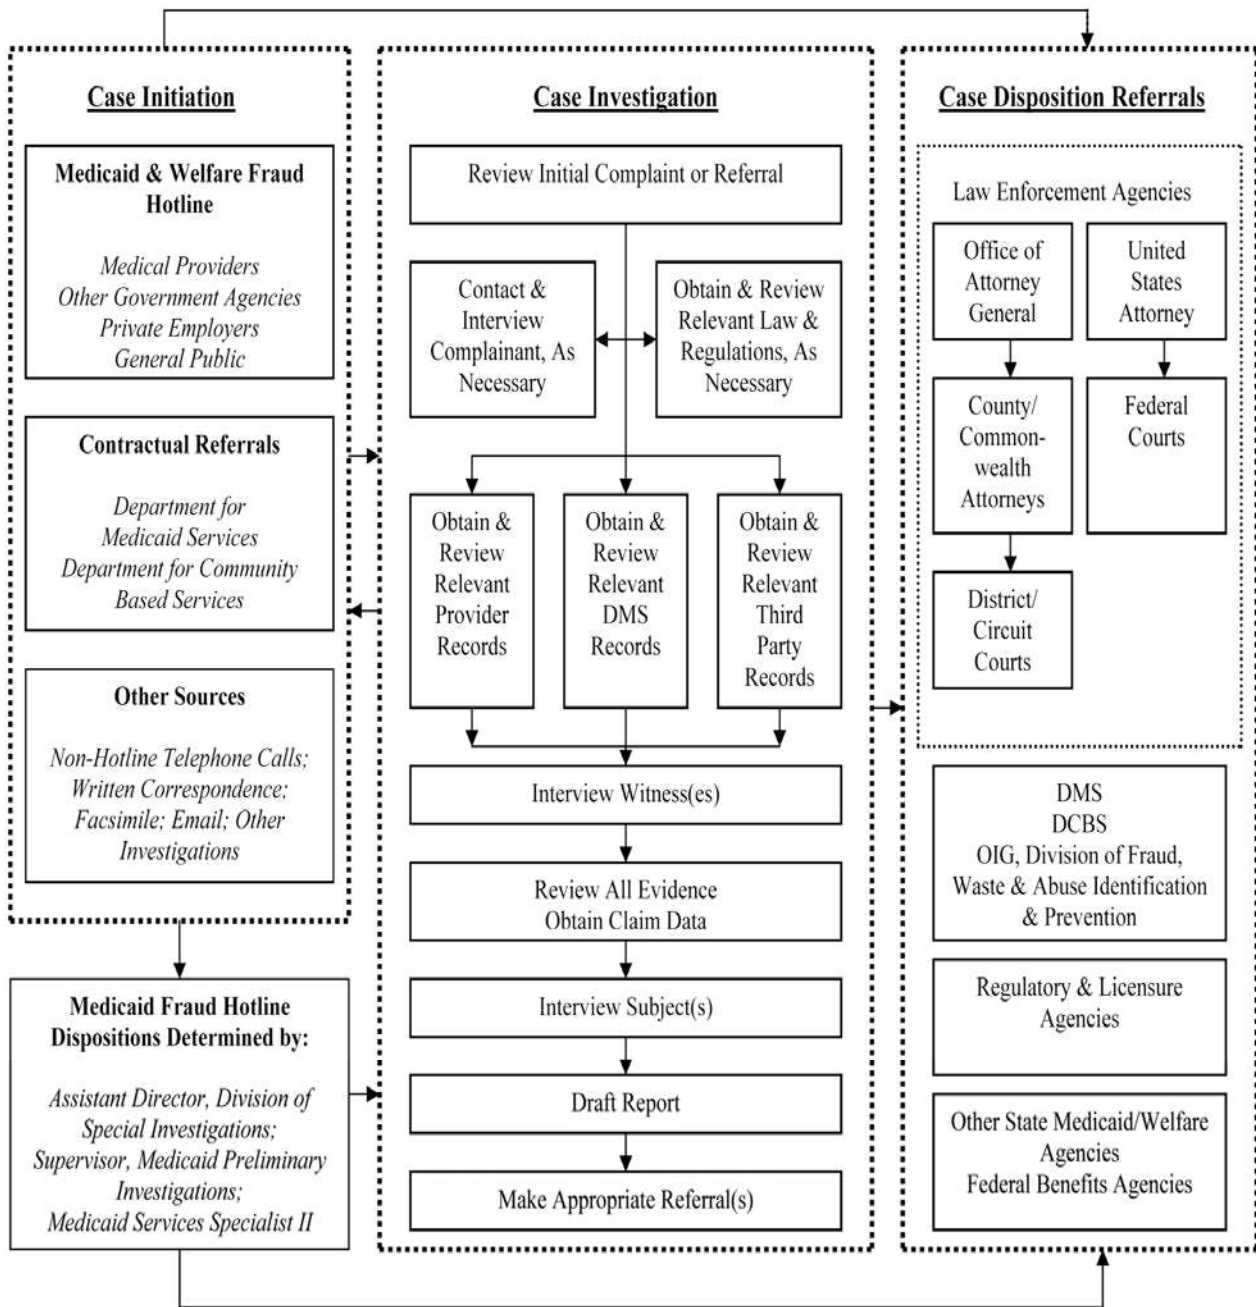 Case Initiation
Medicaid & Welfare Fraud
Hotline
Medical Providers
Other Government Agencies
Private Employers
General Public
Contractual Referrals
Department for
Medicaid Services
Department for Community
Based Services
Other Sources
Non-Hotline Telephone Calls;
Written Correspondence;
Facsimile; Email; Other
Investigations
Medicaid Fraud Hotline
Dispositions Determined by:
Assistant Director, Division of
Special Investigations;
Supervisor, Medicaid Preliminary
Investigations;
Medicaid Services Specialist II
Case Investigation
Review Initial Complaint or Referral
Contact &
Interview
Complainant, As
Necessary
Obtain & Review
Relevant Law &
Regulations, As
Necessary
Obtain &
Review
Relevant
Provider
Records
Obtain &
Review
Relevant
DMS
Records
Obtain &
Review
Relevant
Third
Party
Records
Interview Witness(es)
Review All Evidence
Obtain Claim Data
Interview Subject(s)
Draft Report
Make Appropriate Referral(s)
Case Disposition Referrals
Law Enforcement Agencies
Office of
Attorney
General
United
States
Attorney
County/
Common-
wealth
Attorneys
Federal
Courts
District/
Circuit
Courts
DMS
DCBS
OIG, Division of Fraud,
Waste & Abuse Identification
& Prevention
Regulatory & Licensure
Agencies
Other State Medicaid/Welfare
Agencies
Federal Benefits Agencies